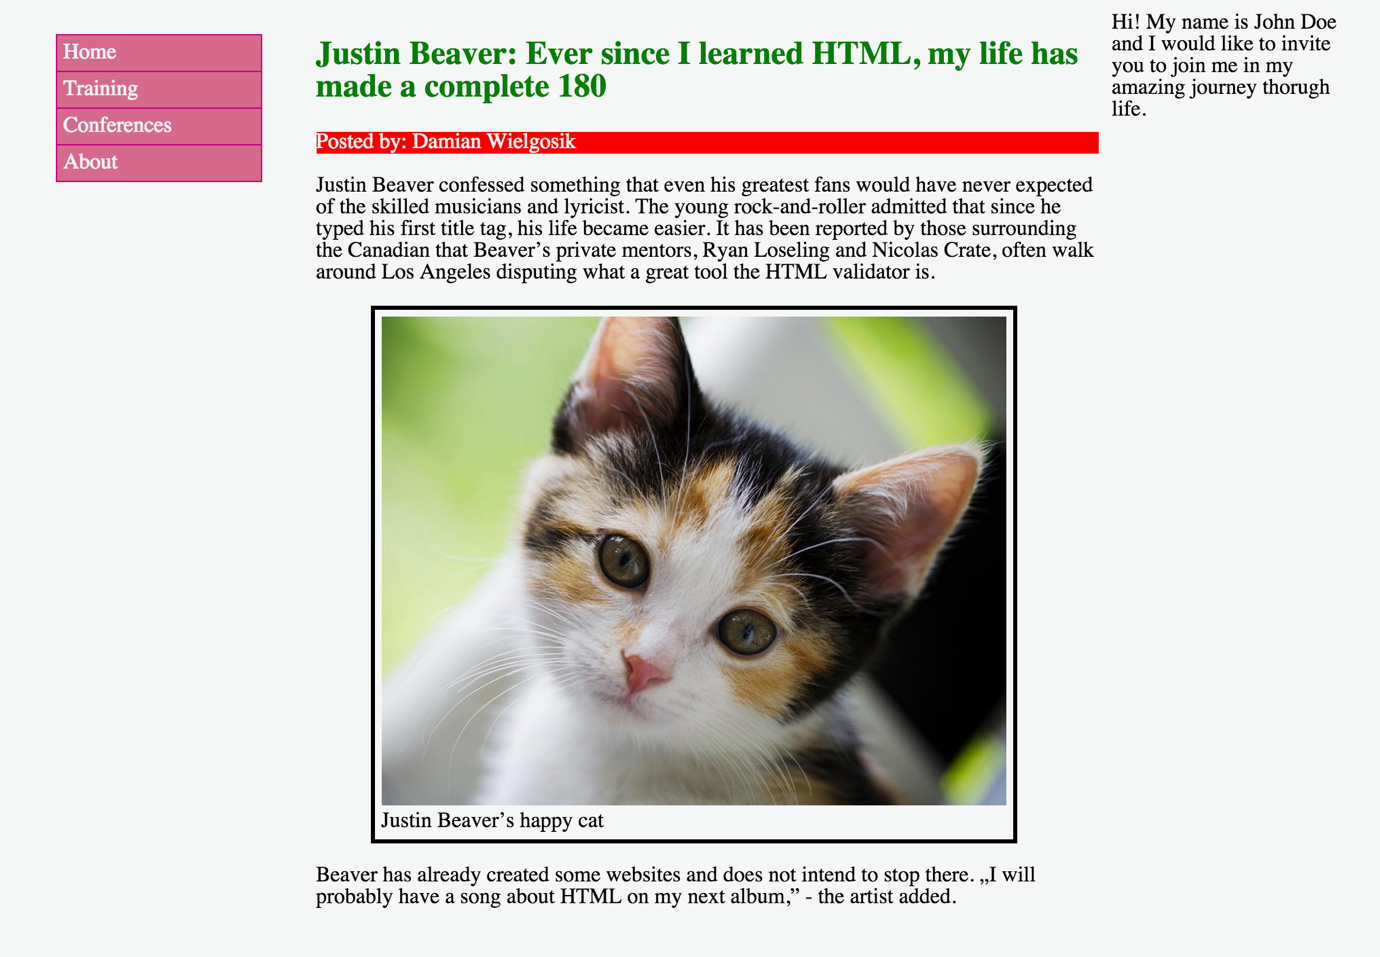 Home
Training
Conferences
About
Justin Beaver: Ever since I learned HTML, my life has
made a complete 180
Posted by: Damian Wielgosik
Justin Beaver confessed something that even his greatest fans would have never expected
of the skilled musicians and lyricist. The young rock-and-roller admitted that since he
typed his first title tag, his life became easier. It has been reported by those surrounding
the Canadian that Beaver’s private mentors, Ryan Loseling and Nicolas Crate, often walk
around Los Angeles disputing what a great tool the HTML validator is.
Justin Beaver’s happy cat
Beaver has already created some websites and does not intend to stop there. „I will
probably have a song about HTML on my next album,” - the artist added.
Hi! My name is John Doe
and I would like to invite
you to join me in my
amazing journey thorugh
life.